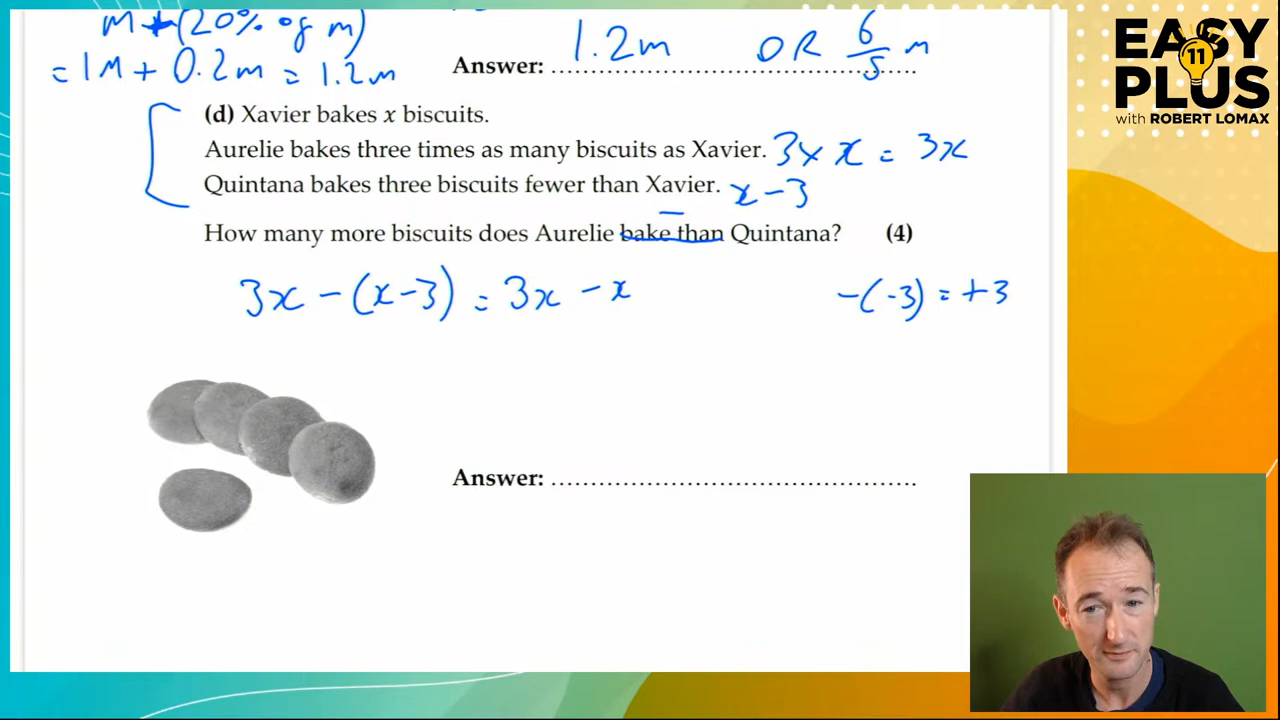 m + (20% of m)
= 1m + 0.2m = 1.2m
Answer: ........................................... 1.2m OR 6/5 m
(d) Xavier bakes x biscuits.
Aurelie bakes three times as many biscuits as Xavier. 3 × x = 3x
Quintana bakes three biscuits fewer than Xavier. x - 3
How many more biscuits does Aurelie bake than Quintana? (4)
3x - (x - 3) = 3x - x
-(-3) = +3
Answer: ...........................................
EASY
11
PLUS
with ROBERT LOMAX